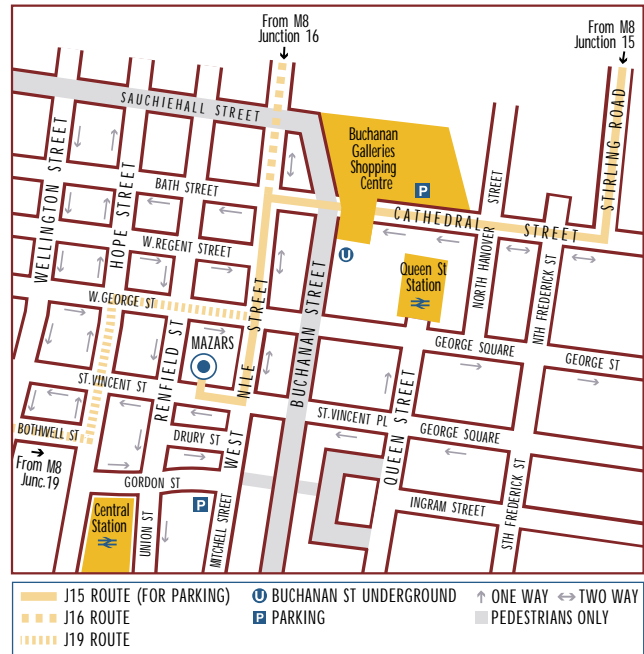 From M8
Junction 16
From M8
Junction 15
SAUCHIEHALL STREET
Buchanan
Galleries
Shopping
Centre
P
STIRLING ROAD
WELLINGTON STREET
HOPE STREET
BATH STREET
CATHEDRAL STREET
NORTH HANOVER STREET
NTH FREDERICK ST
W.REGENT STREET
U
Queen St
Station
W.GEORGE ST
RENFIELD ST
MAZARS
WEST NILE STREET
BUCHANAN STREET
GEORGE SQUARE
GEORGE ST
ST.VINCENT ST
ST.VINCENT PL
QUEEN STREET
GEORGE SQUARE
BOTHWELL ST
DRURY ST
From M8
Junc.19
GORDON ST
INGRAM STREET
STH FREDERICK ST
Central
Station
UNION ST
P
MITCHELL STREET
J15 ROUTE (FOR PARKING)
U BUCHANAN ST UNDERGROUND
ONE WAY
TWO WAY
J16 ROUTE
P PARKING
PEDESTRIANS ONLY
J19 ROUTE